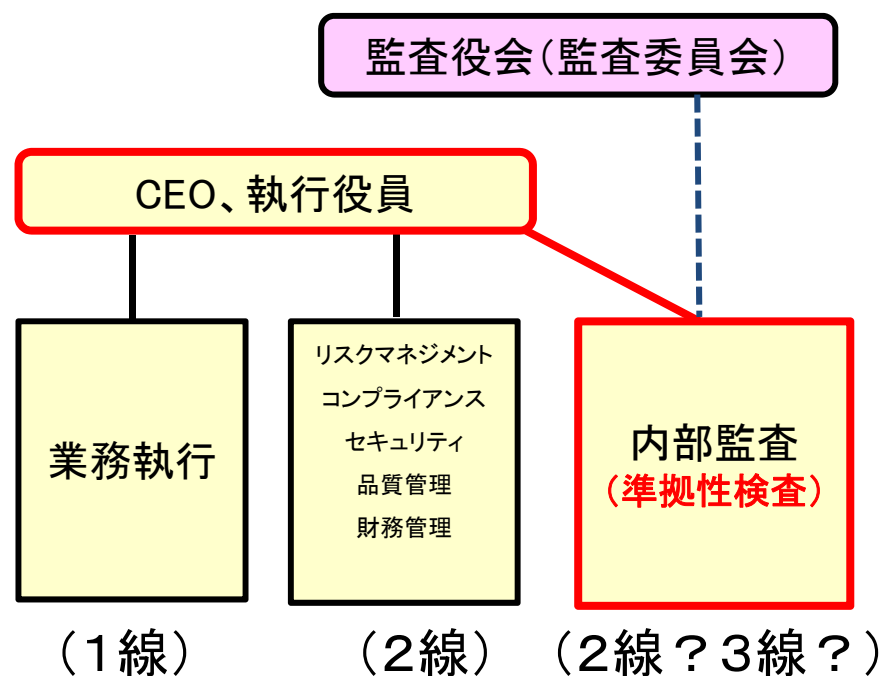 監査役会（監査委員会）
CEO、執行役員
業務執行
リスクマネジメント
コンプライアンス
セキュリティ
品質管理
財務管理
内部監査
（準拠性検査）
（１線）
（２線）
（２線？３線？）